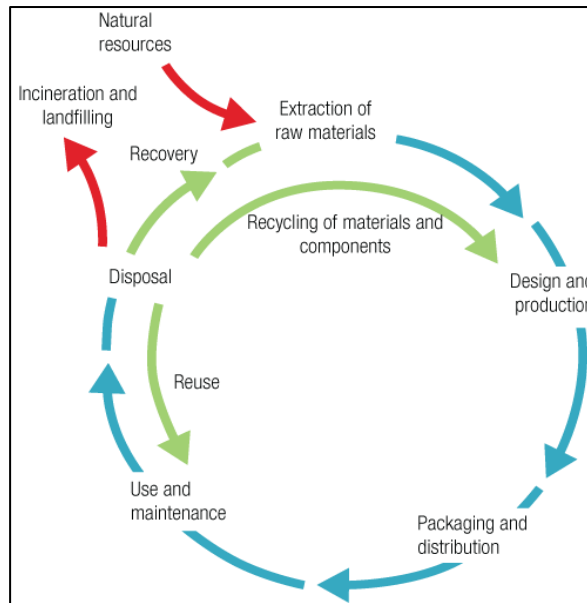 Natural
resources
Incineration and
landfilling
Extraction of
raw materials
Recovery
Recycling of materials and
components
Disposal
Design and
production
Reuse
Use and
maintenance
Packaging and
distribution